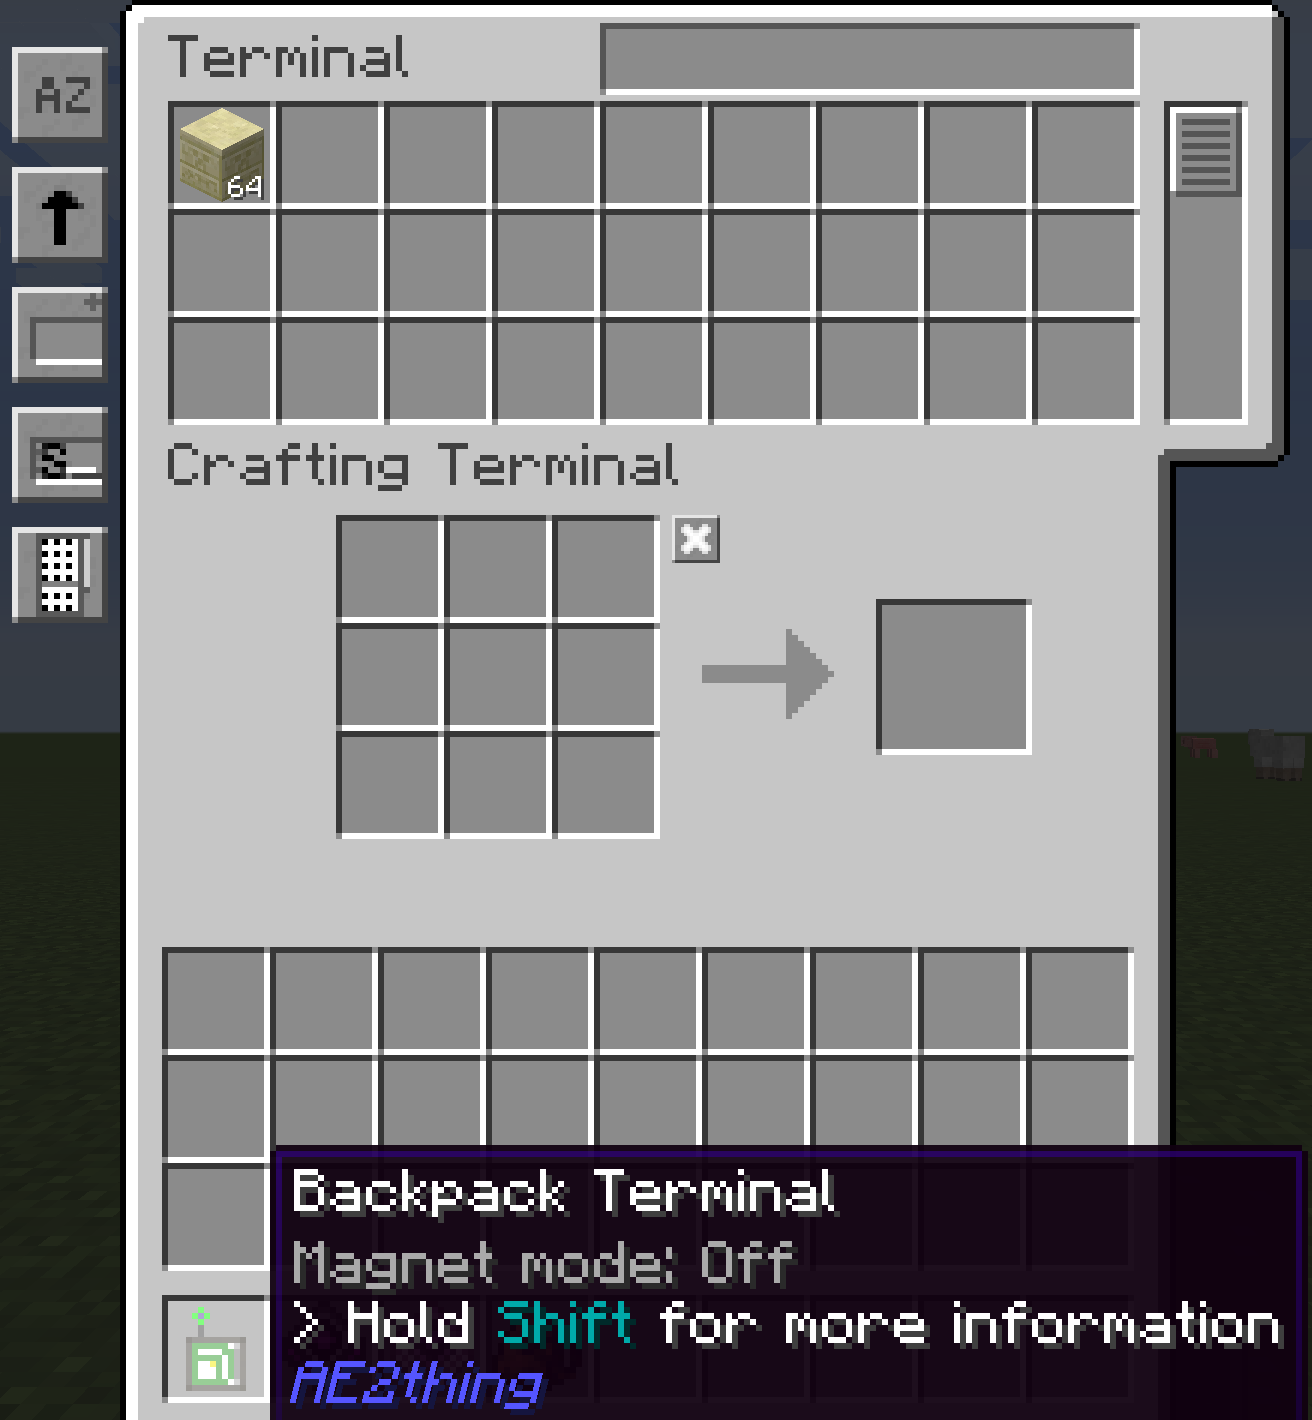 Terminal
AZ
64
S
Crafting Terminal
Backpack Terminal
Magnet mode: Off
> Hold Shift for more information
AE2thing